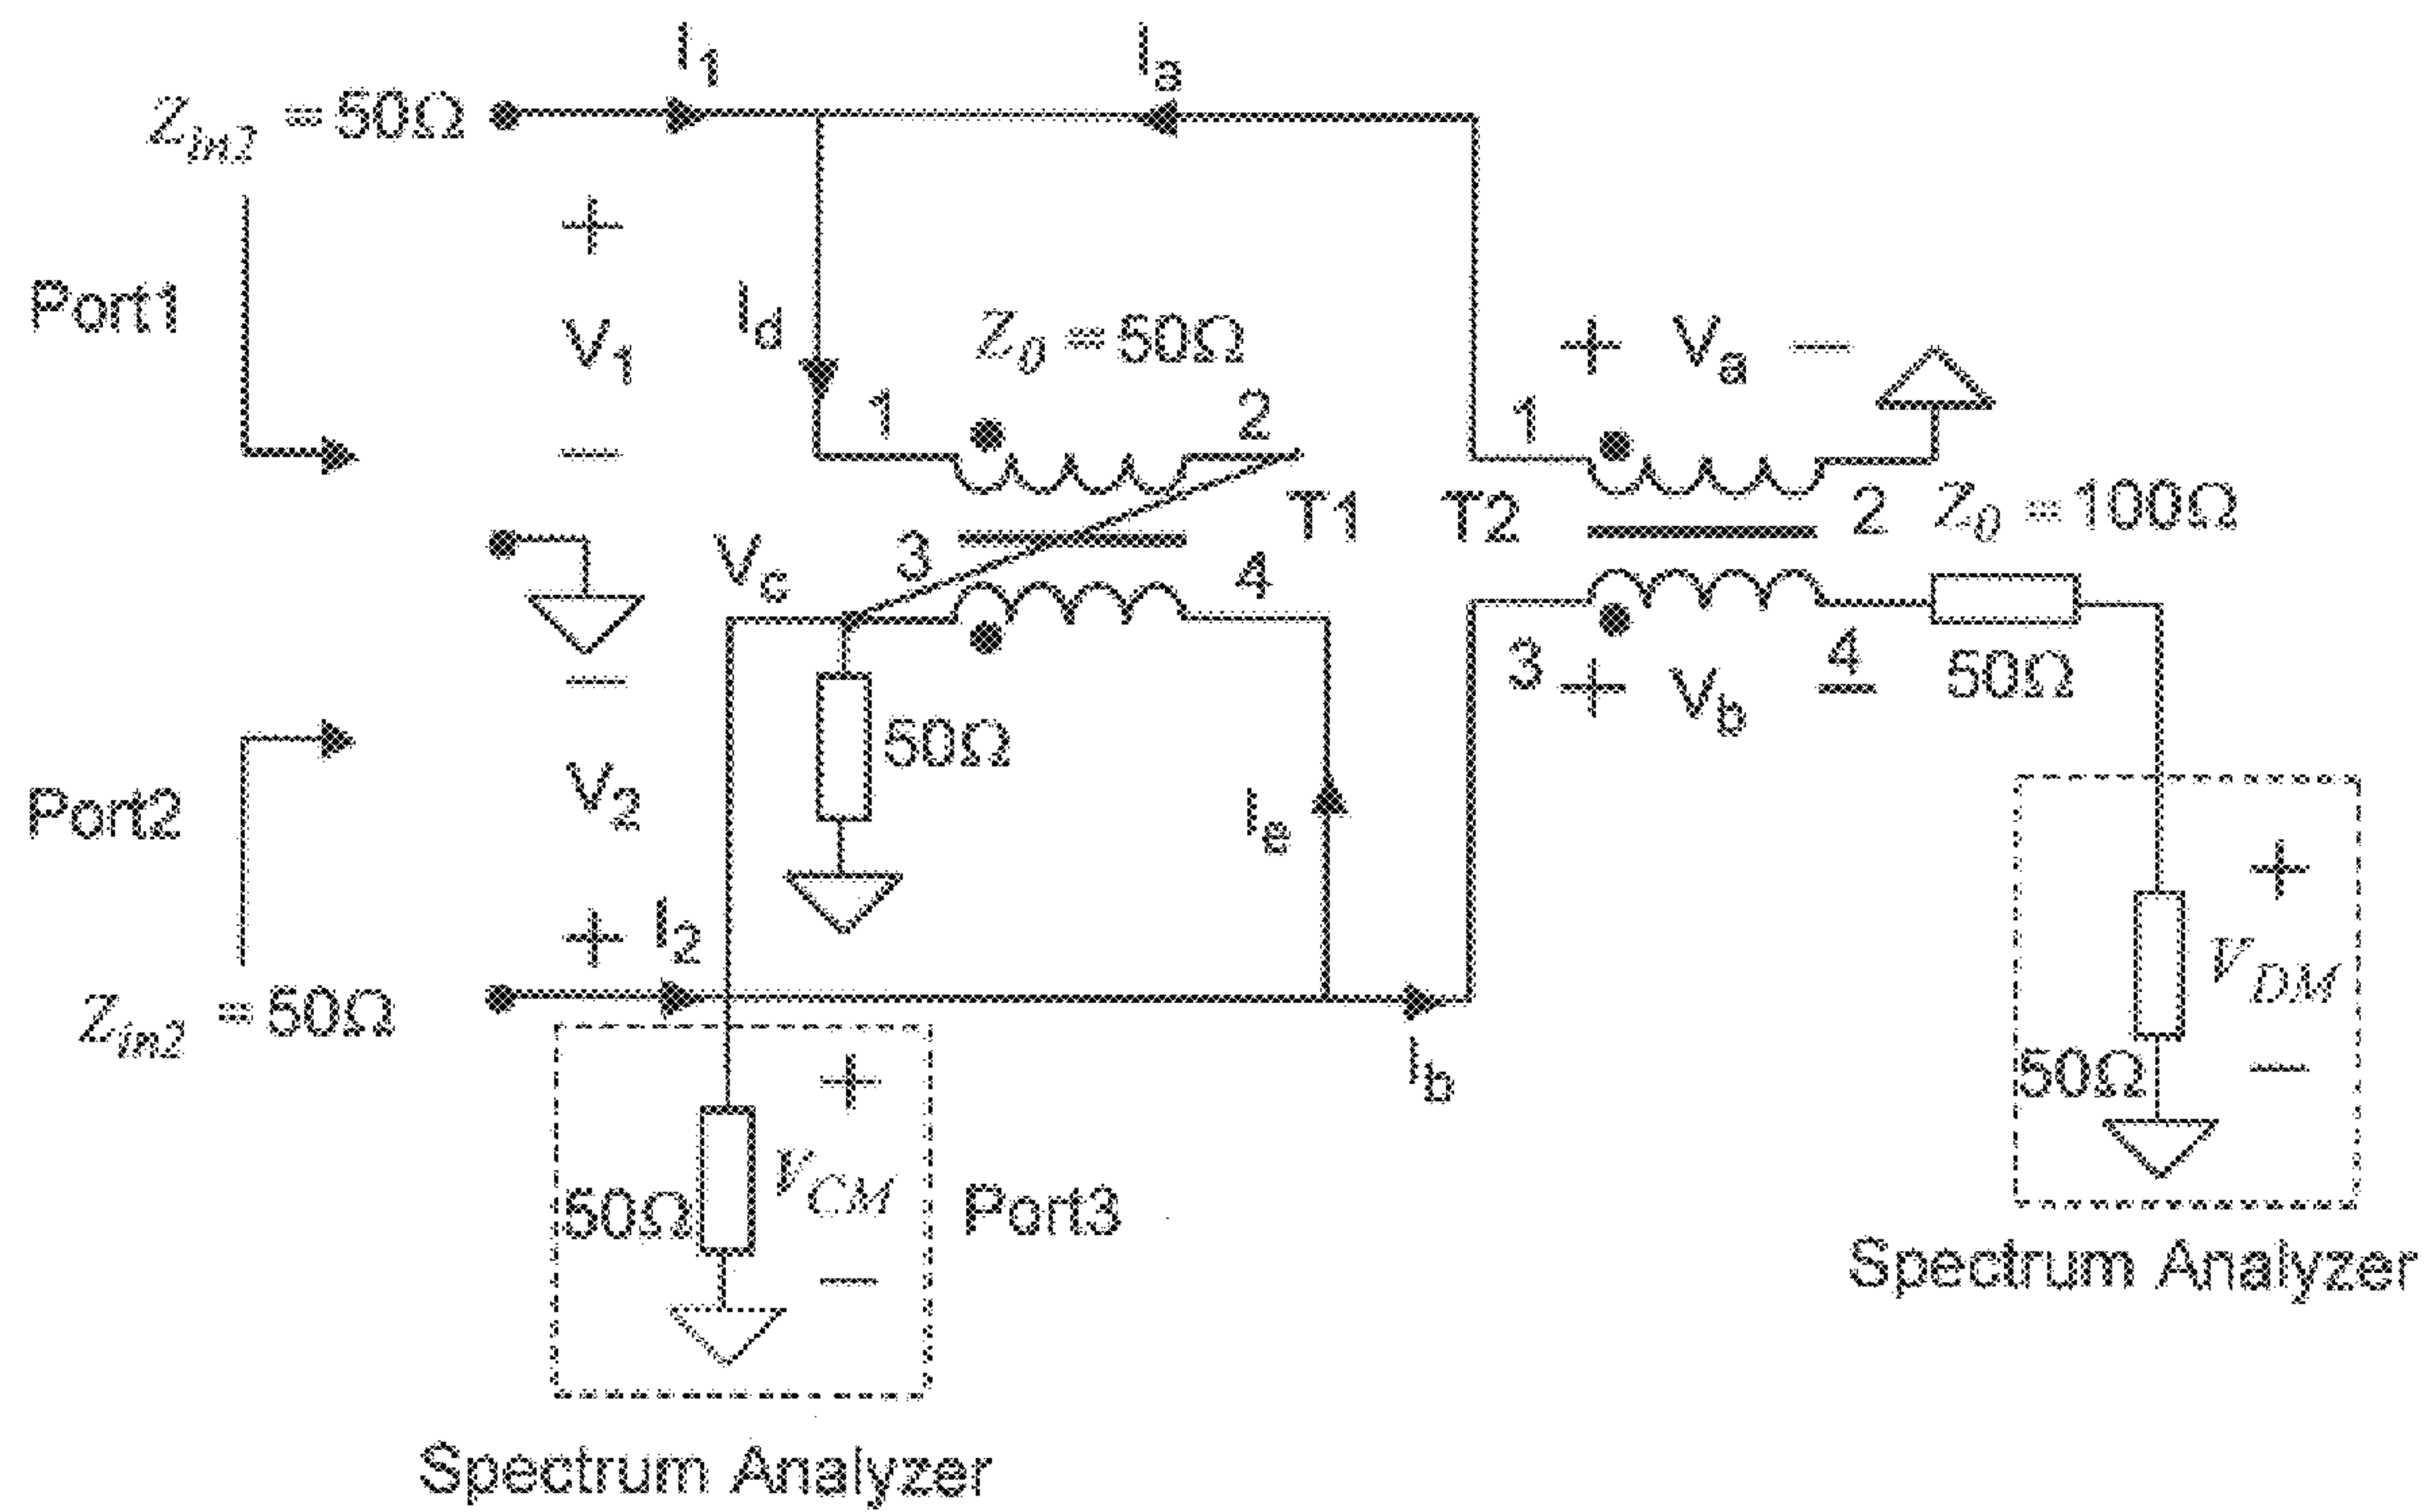 I1
Ia
Zin2 = 50Ω
+
Port1
V1
−
Id
Z0 = 50Ω
1
2
+ Va −
1
2
T1
T2
Z0 = 100Ω
Vc
3
4
3
+ Vb −
4
50Ω
−
50Ω
Port2
V2
Ie
+
I2
Zin2 = 50Ω
Ib
+
VDM
−
50Ω
+
VCM
−
50Ω
Port3
Spectrum Analyzer
Spectrum Analyzer